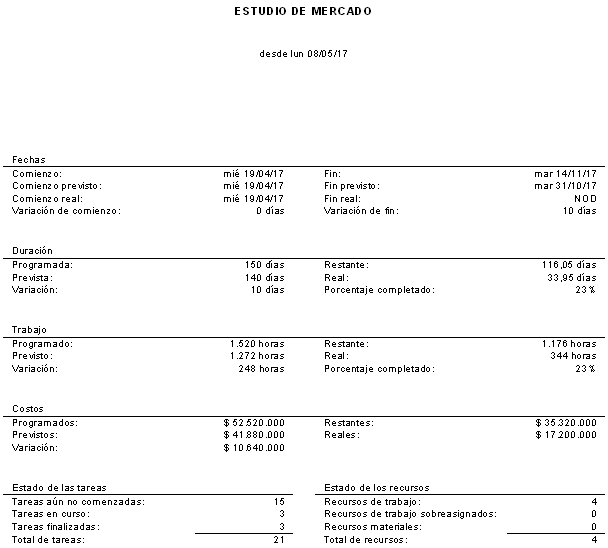 ESTUDIO DE MERCADO
desde lun 08/05/17
Fechas
Comienzo: mié 19/04/17 Fin: mar 14/11/17
Comienzo previsto: mié 19/04/17 Fin previsto: mar 31/10/17
Comienzo real: mié 19/04/17 Fin real: NOD
Variación de comienzo: 0 días Variación de fin: 10 días
Duración
Programada: 150 días Restante: 116,05 días
Prevista: 140 días Real: 33,95 días
Variación: 10 días Porcentaje completado: 23%
Trabajo
Programado: 1.520 horas Restante: 1.176 horas
Previsto: 1.272 horas Real: 344 horas
Variación: 248 horas Porcentaje completado: 23%
Costos
Programados: $ 52.520.000 Restantes: $ 35.320.000
Previstos: $ 41.880.000 Reales: $ 17.200.000
Variación: $ 10.640.000
Estado de las tareas Estado de los recursos
Tareas aún no comenzadas: 15 Recursos de trabajo: 4
Tareas en curso: 3 Recursos de trabajo sobreasignados: 0
Tareas finalizadas: 3 Recursos materiales: 0
Total de tareas: 21 Total de recursos: 4